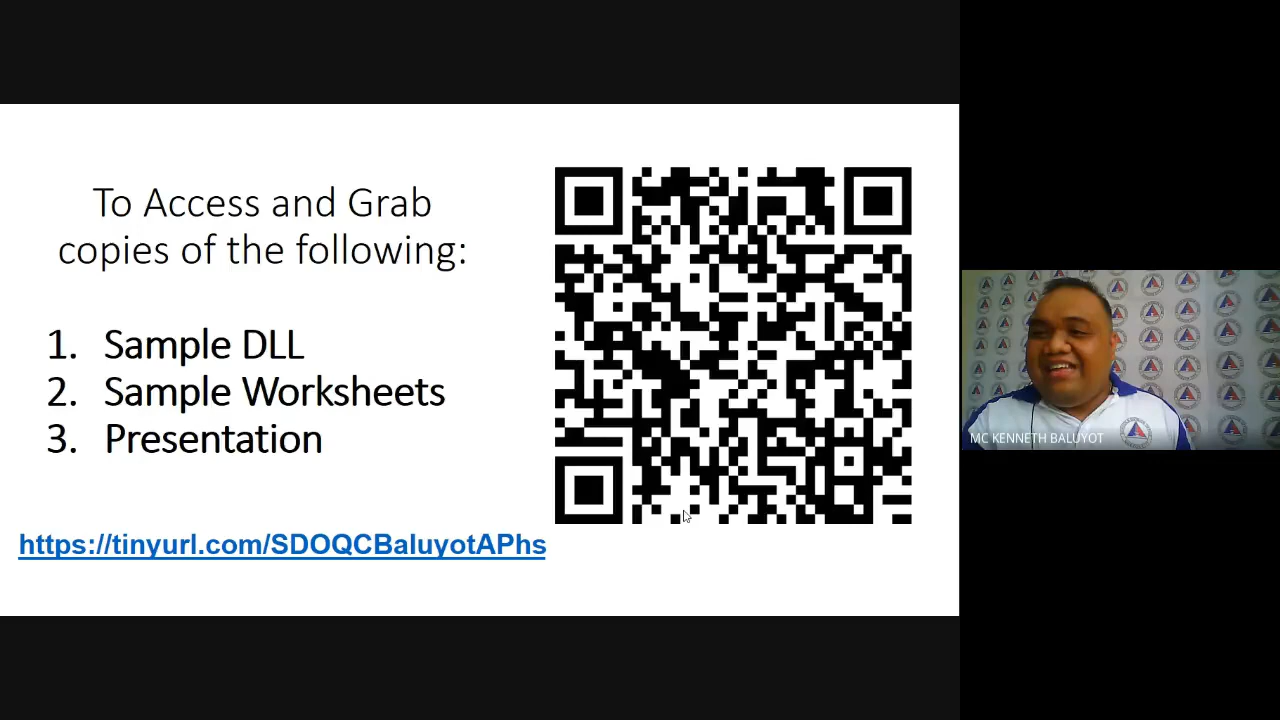 To Access and Grab
copies of the following:
1. Sample DLL
2. Sample Worksheets
3. Presentation
https://tinyurl.com/SDOQCBaluyotAPhs
MC KENNETH BALUYOT